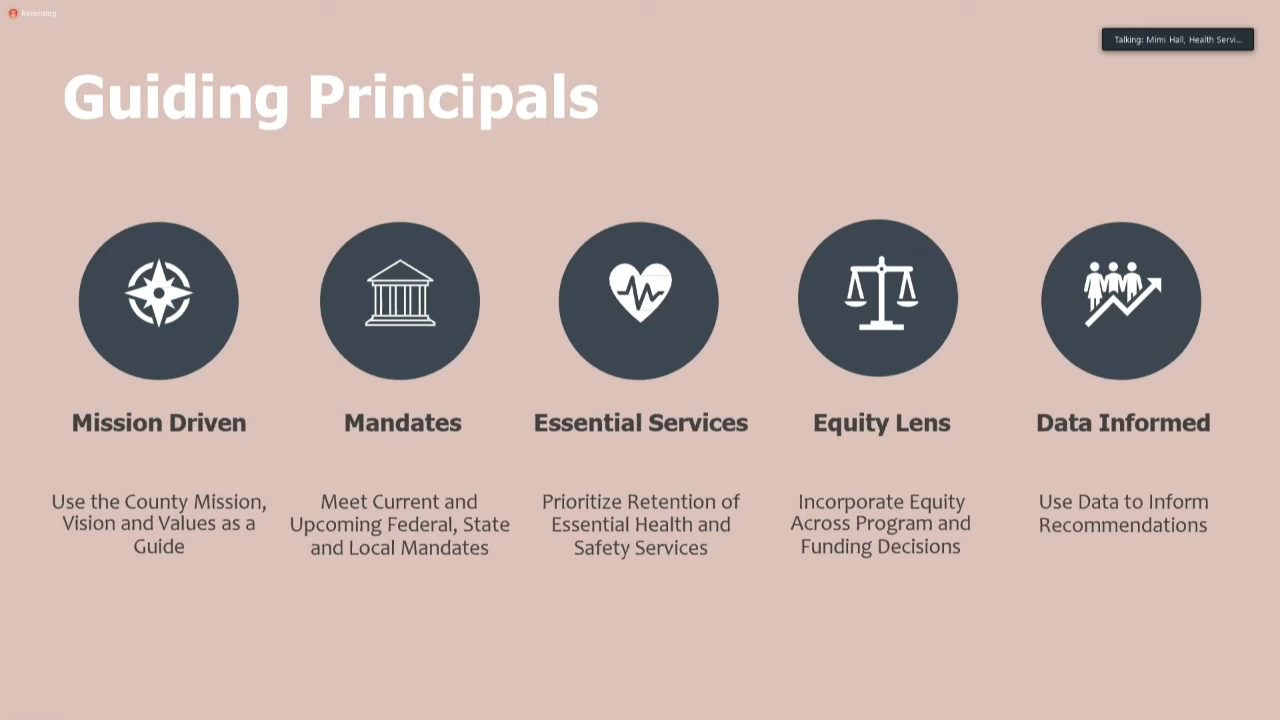 Recording
Talking: Mimi Hall, Health Servi...
Guiding Principals
Mission Driven
Mandates
Essential Services
Equity Lens
Data Informed
Use the County Mission,
Vision and Values as a
Guide
Meet Current and
Upcoming Federal, State
and Local Mandates
Prioritize Retention of
Essential Health and
Safety Services
Incorporate Equity
Across Program and
Funding Decisions
Use Data to Inform
Recommendations